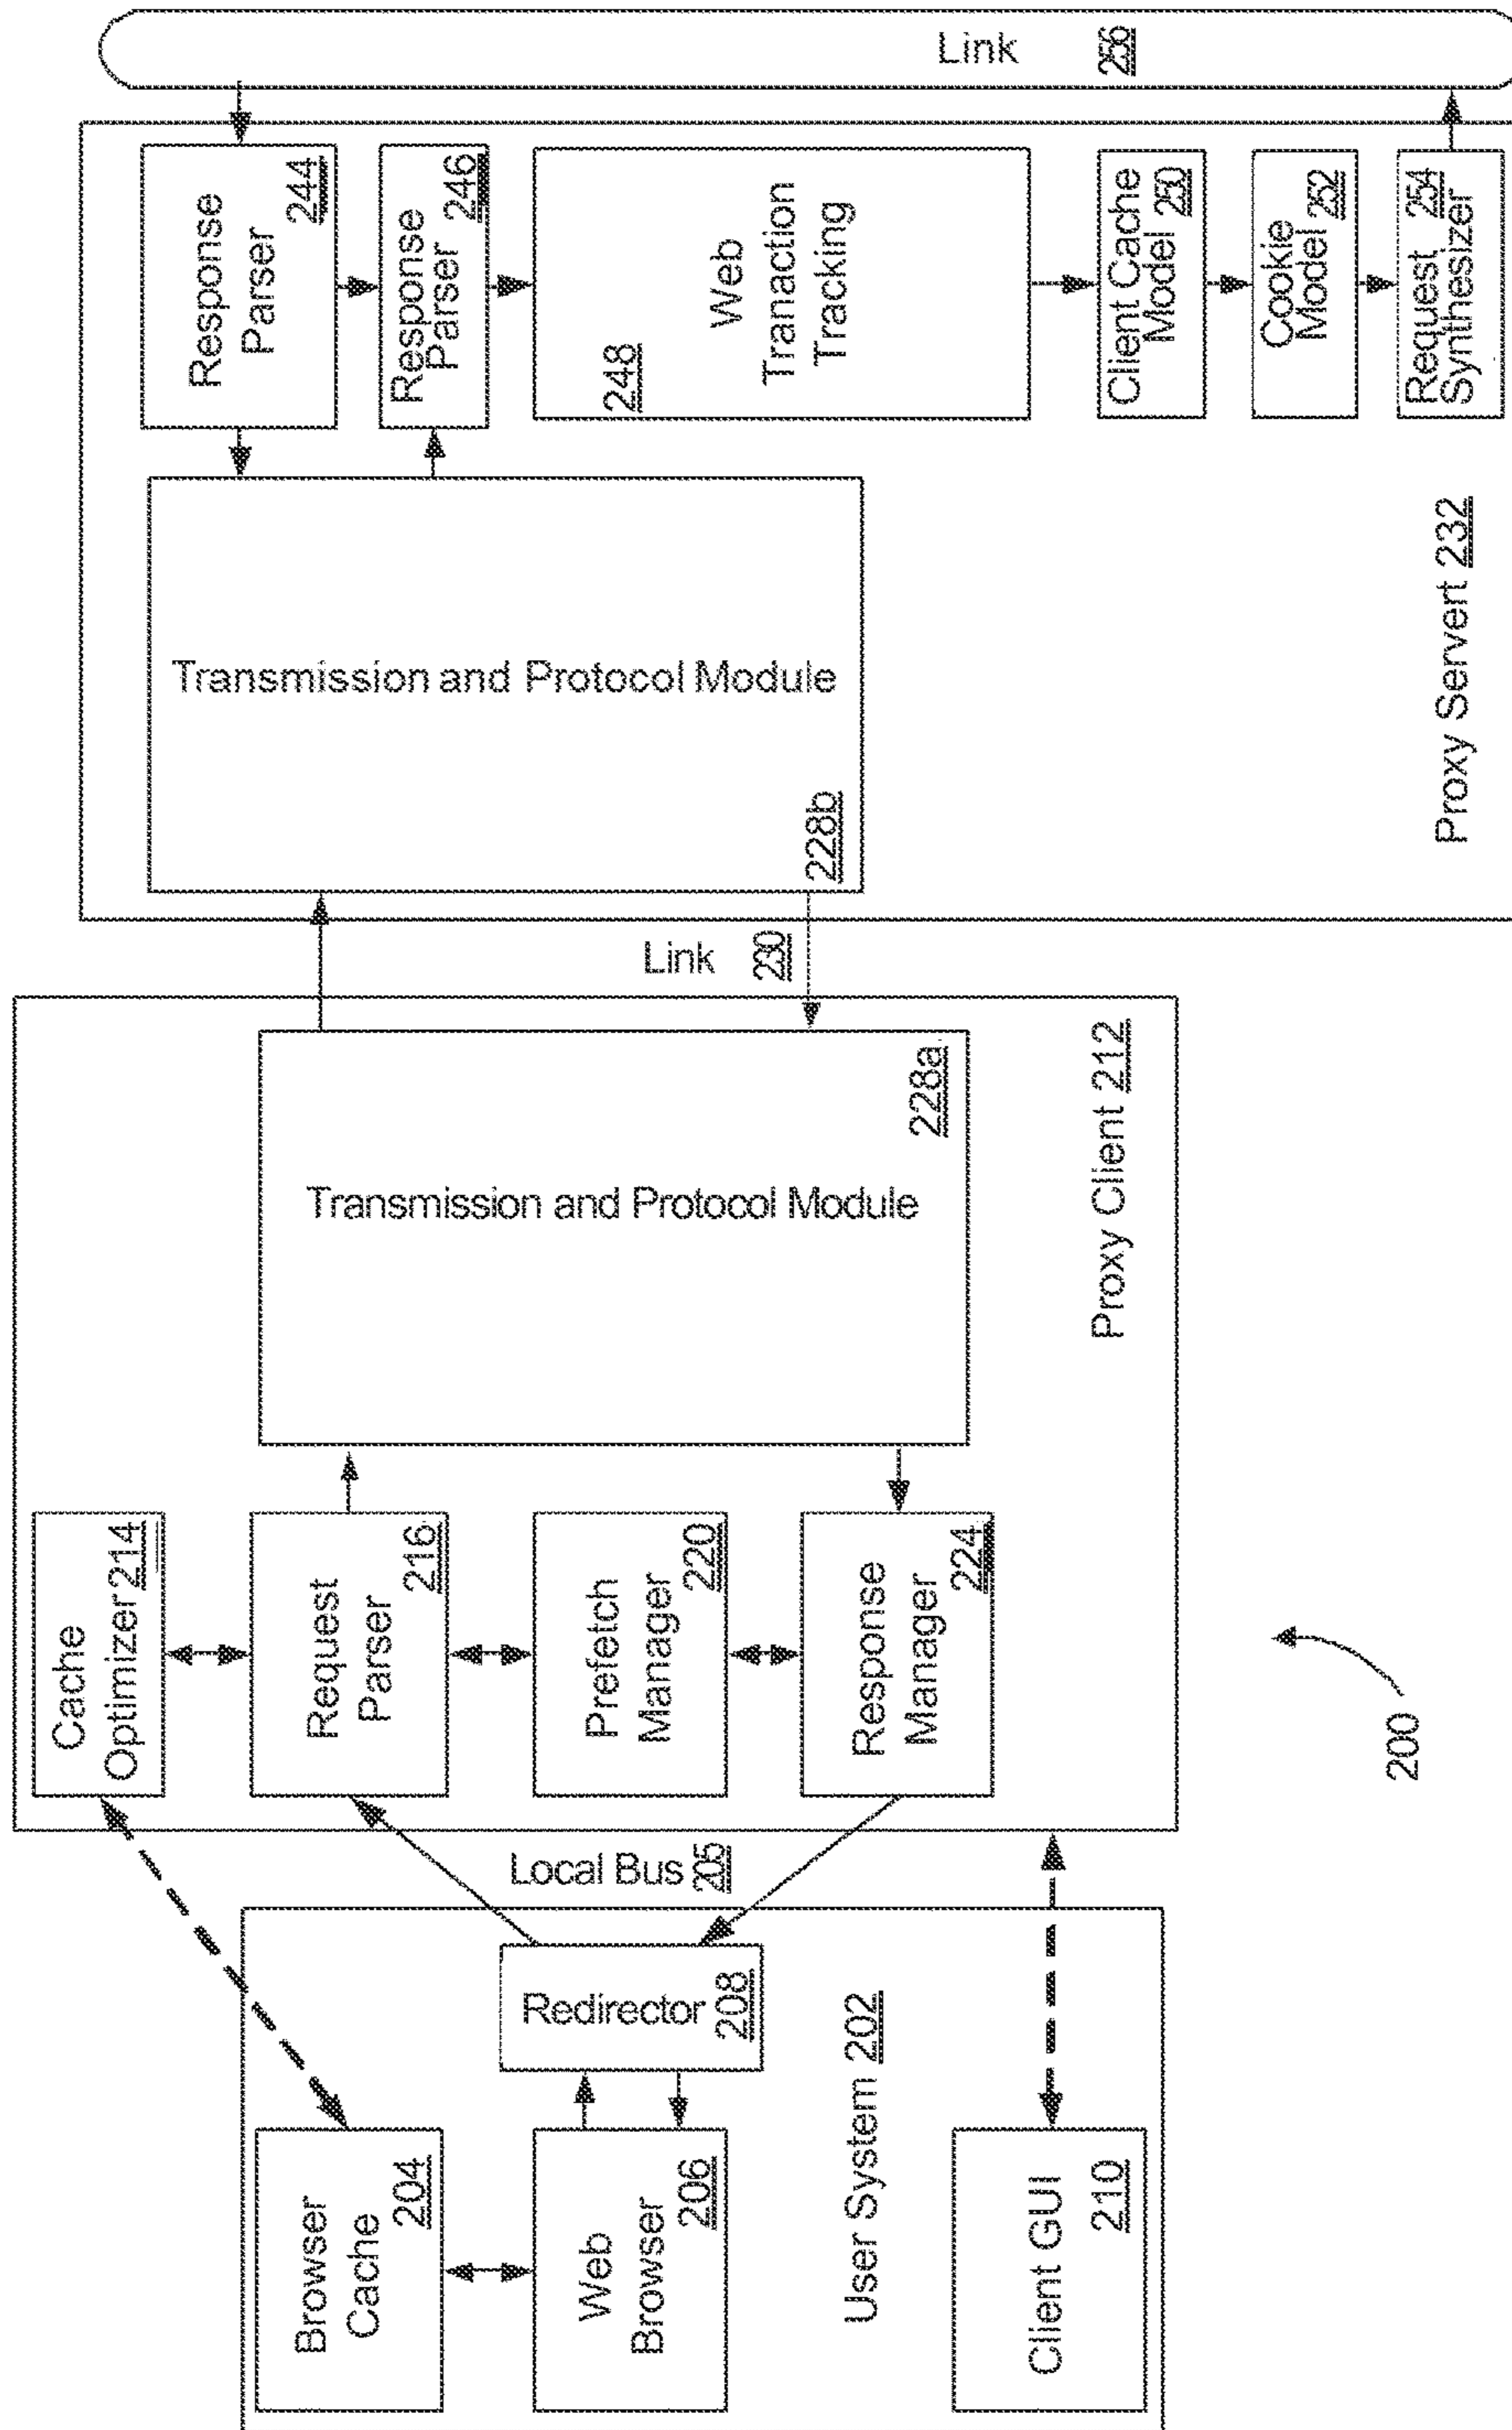 Browser
Cache
204
Web
Browser
206
Redirector 208
User System 202
Client GUI
210
Local Bus 205
Cache
Optimizer 214
Request
Parser
216
Prefetch
Manager
220
Response
Manager
224
Transmission and Protocol Module
228a
Proxy Client 212
200
Link 230
Transmission and Protocol Module
228b
Response
Parser
244
Response
Parser 246
248
Web
Tranaction
Tracking
Client Cache
Model 250
Cookie
Model 252
Request 254
Synthesizer
Proxy Servert 232
Link 256